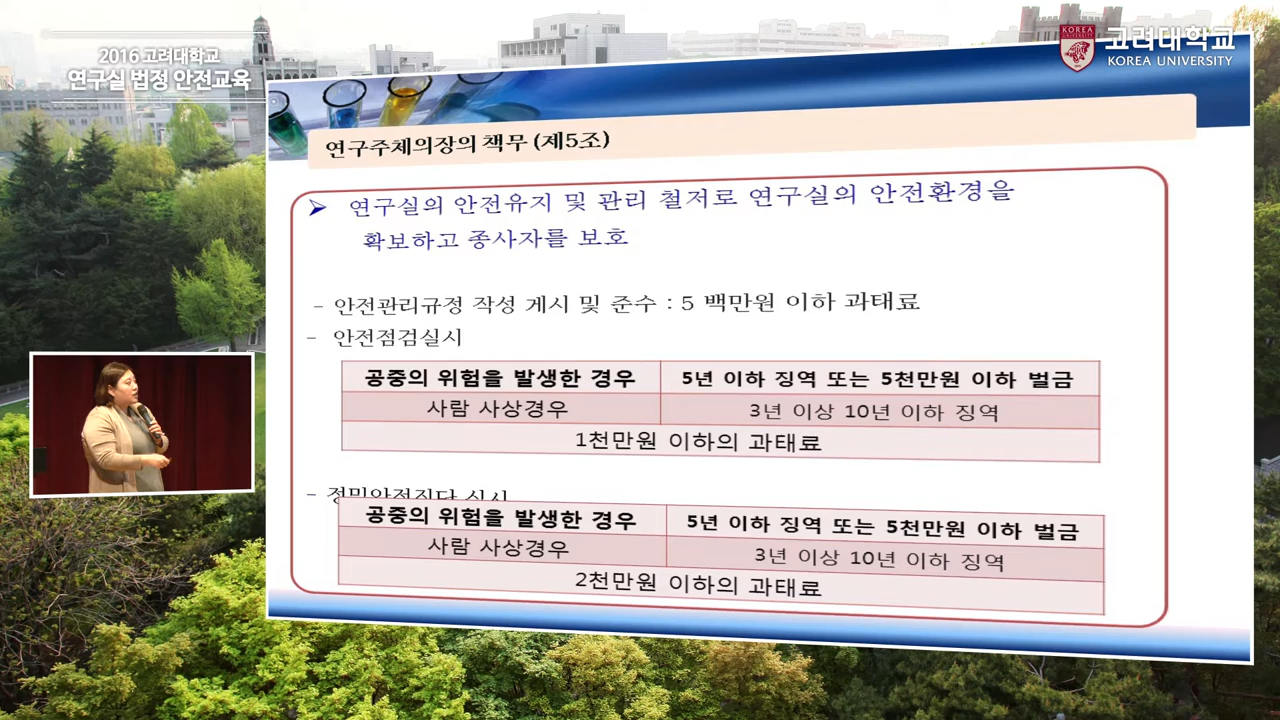 2016 고려대학교
연구실 법정 안전교육
KOREA
UNIVERSITY
고려대학교
KOREA UNIVERSITY
연구주체의장의 책무 (제5조)
➢ 연구실의 안전유지 및 관리 철저로 연구실의 안전환경을
확보하고 종사자를 보호
- 안전관리규정 작성 게시 및 준수 : 5 백만원 이하 과태료
- 안전점검실시
공중의 위험을 발생한 경우 5년 이하 징역 또는 5천만원 이하 벌금
사람 사상경우 3년 이상 10년 이하 징역
1천만원 이하의 과태료
- 정밀안전진단 실시
공중의 위험을 발생한 경우 5년 이하 징역 또는 5천만원 이하 벌금
사람 사상경우 3년 이상 10년 이하 징역
2천만원 이하의 과태료